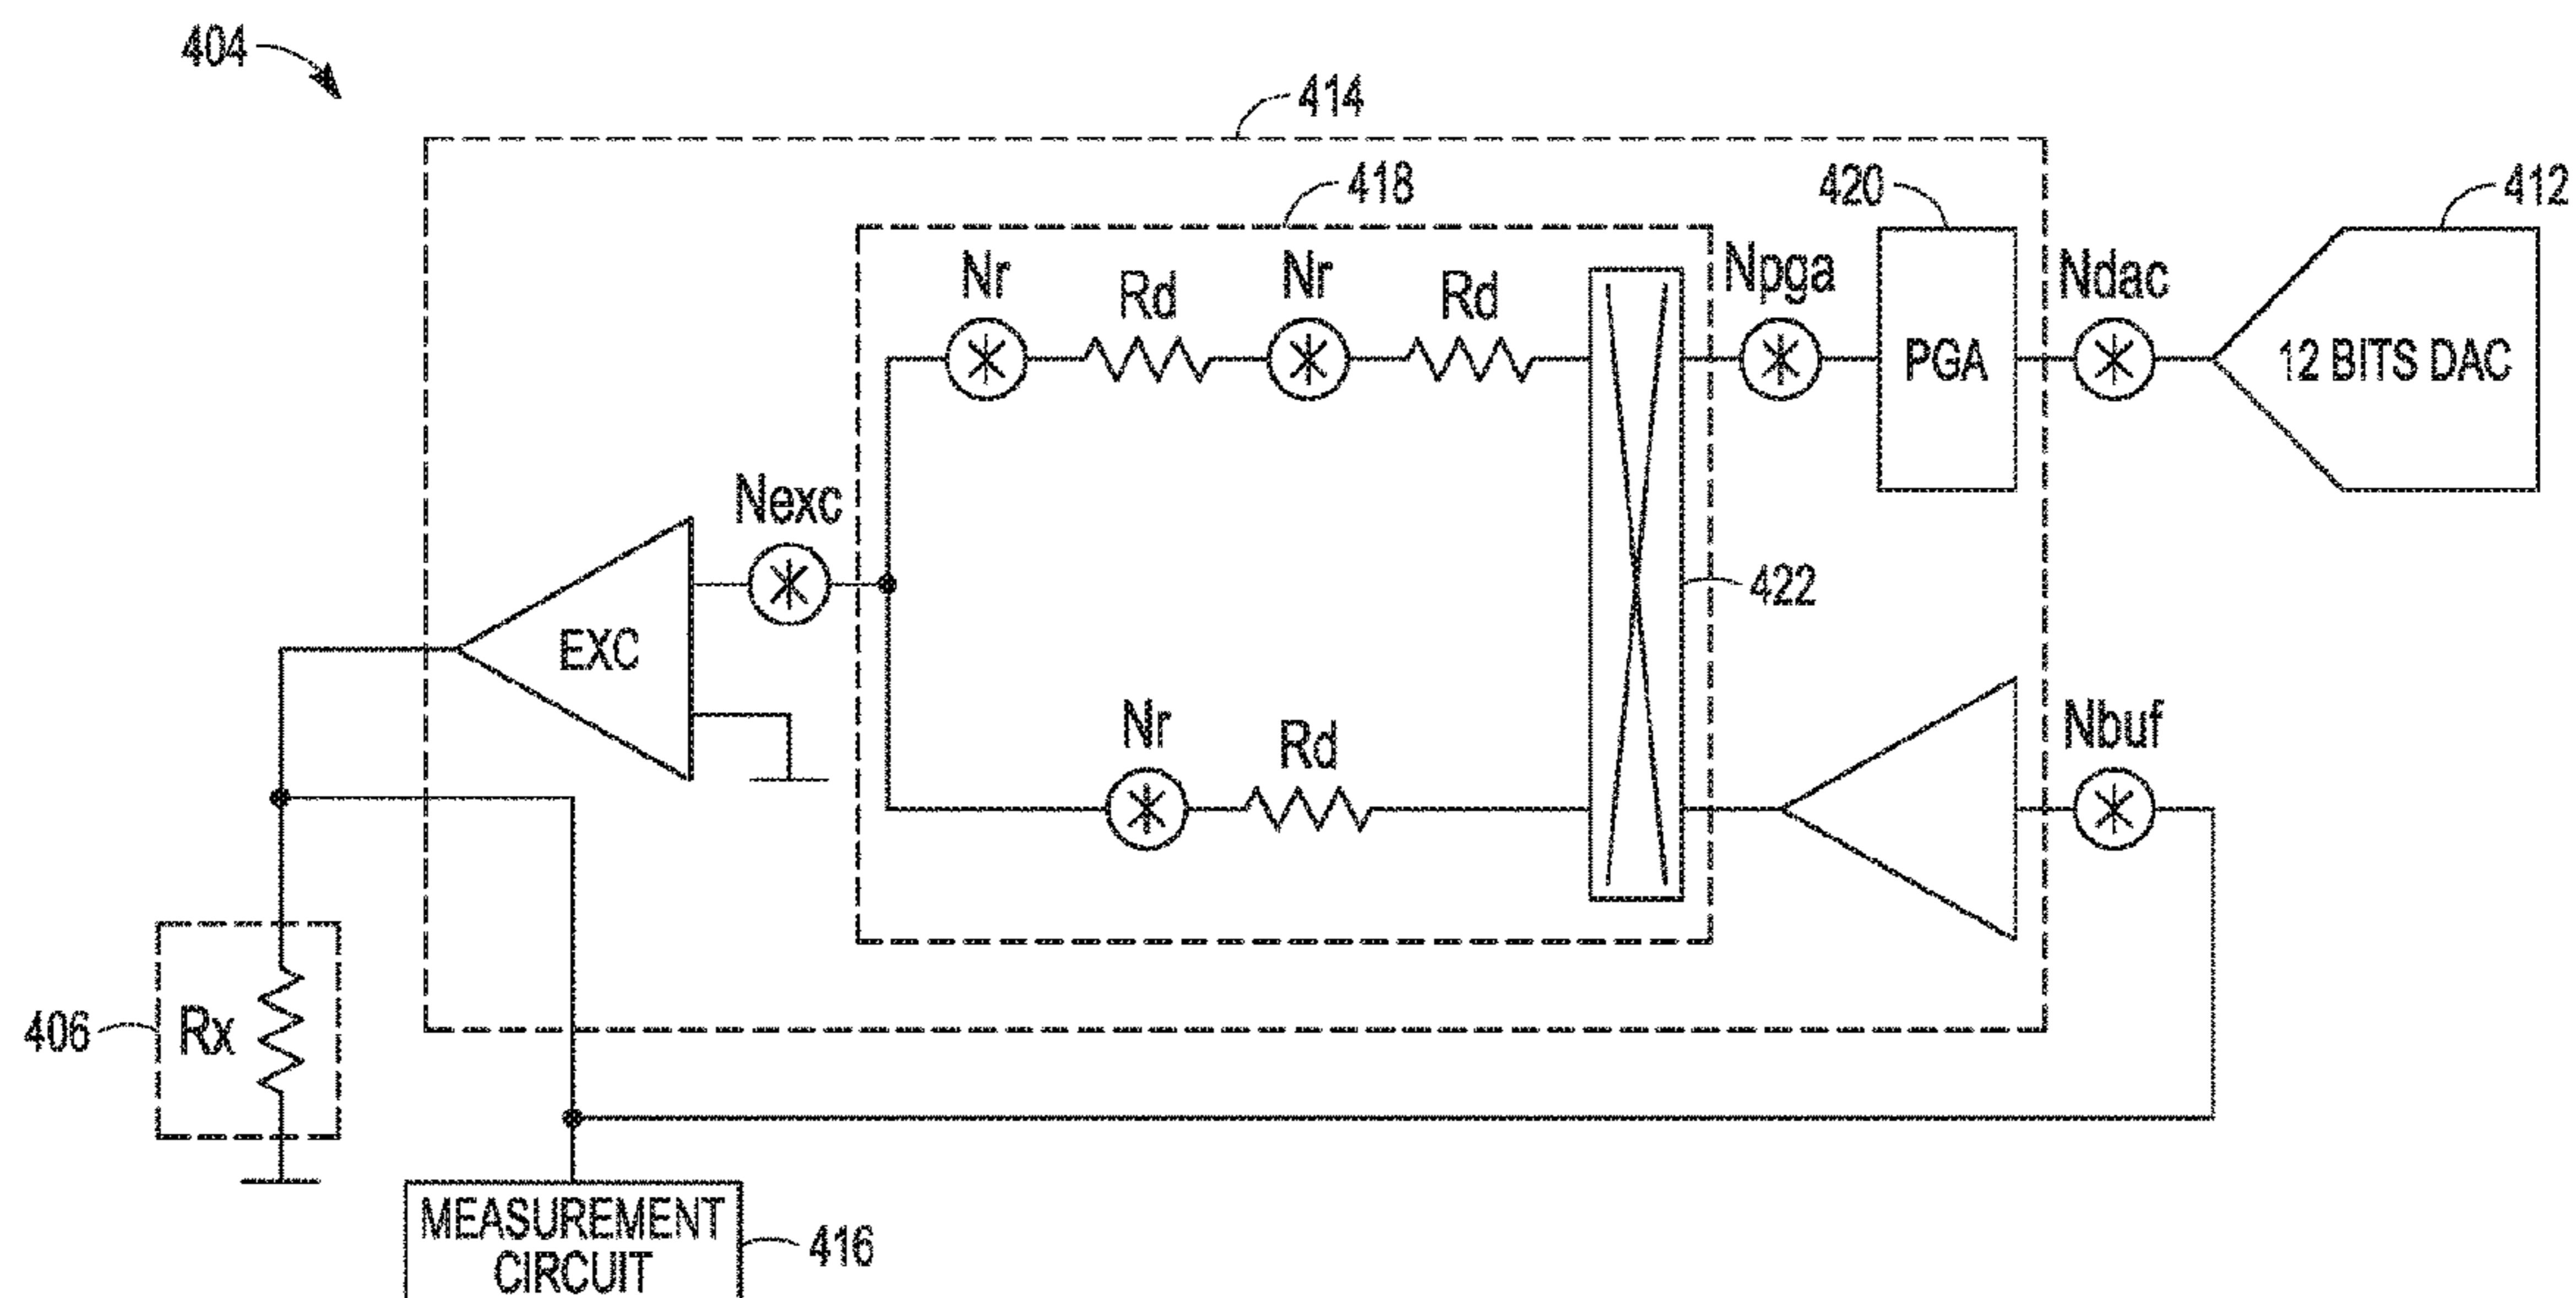 404
414
418
420
412
Nr
Rd
Nr
Rd
Npga
Ndac
PGA
12 BITS DAC
Nexc
EXC
422
Nr
Rd
Nbuf
406
Rx
MEASUREMENT
CIRCUIT
416